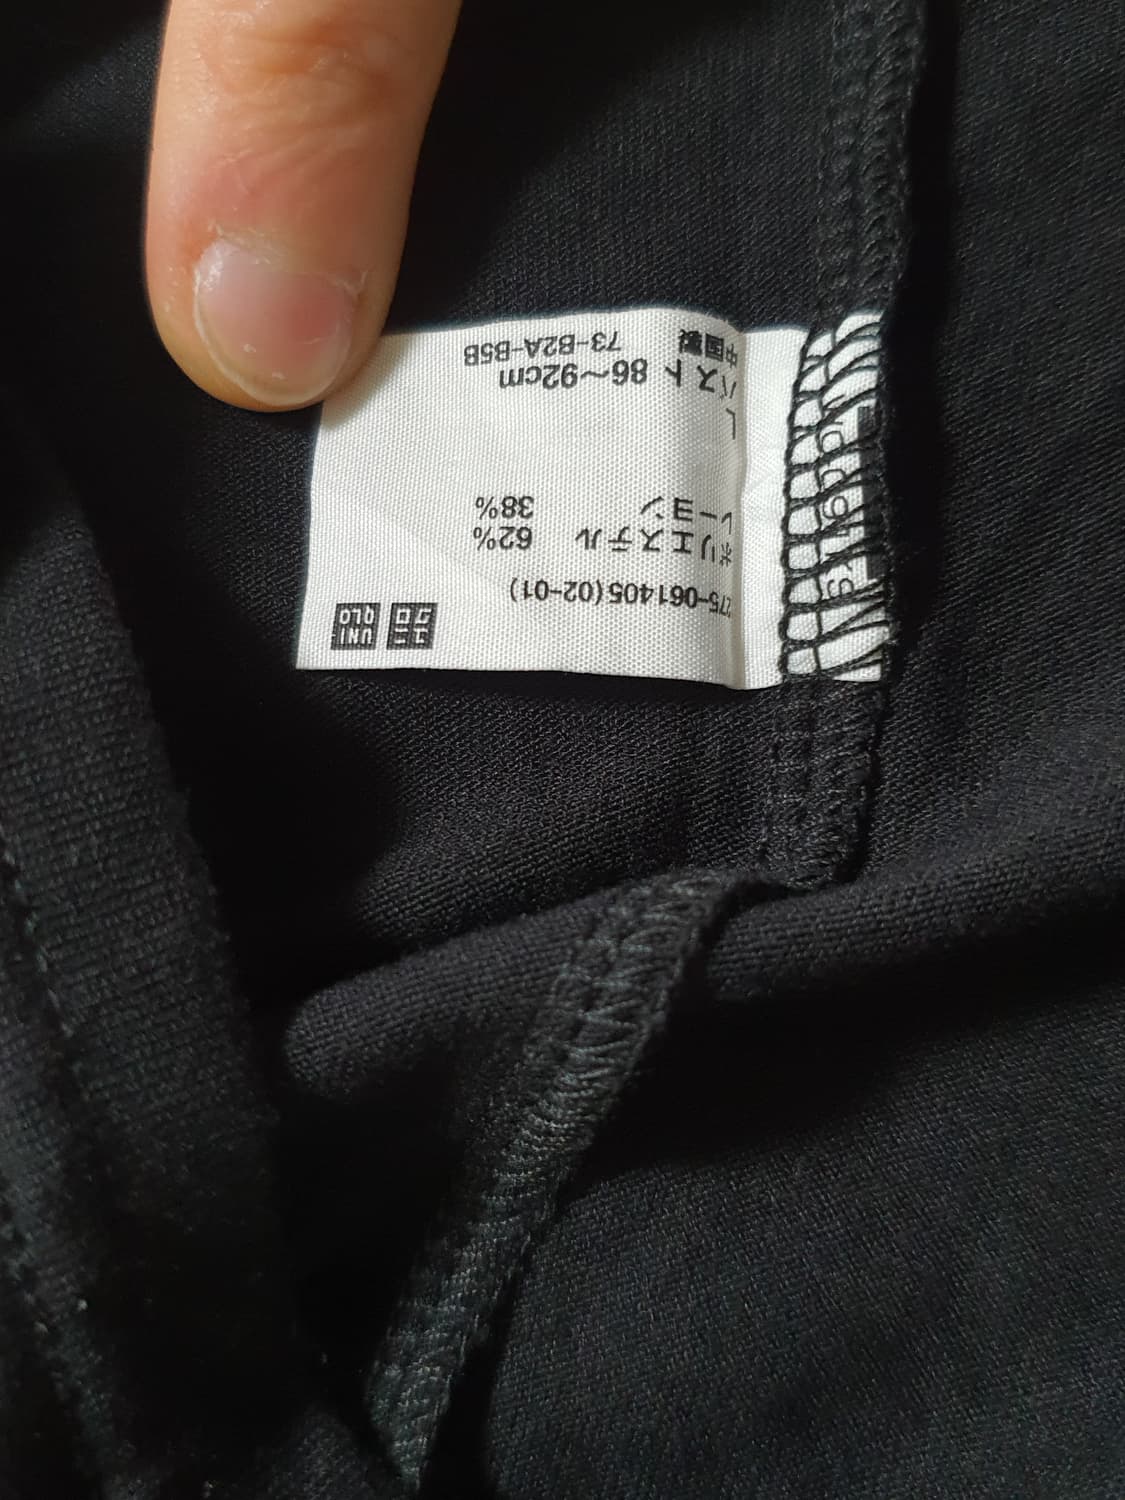 ユニクロ UNIQLO
275-061405(02-01)
ポリエステル 62%
レーヨン 38%
L
バスト 86~92cm
中国製 73-B2A-B5B